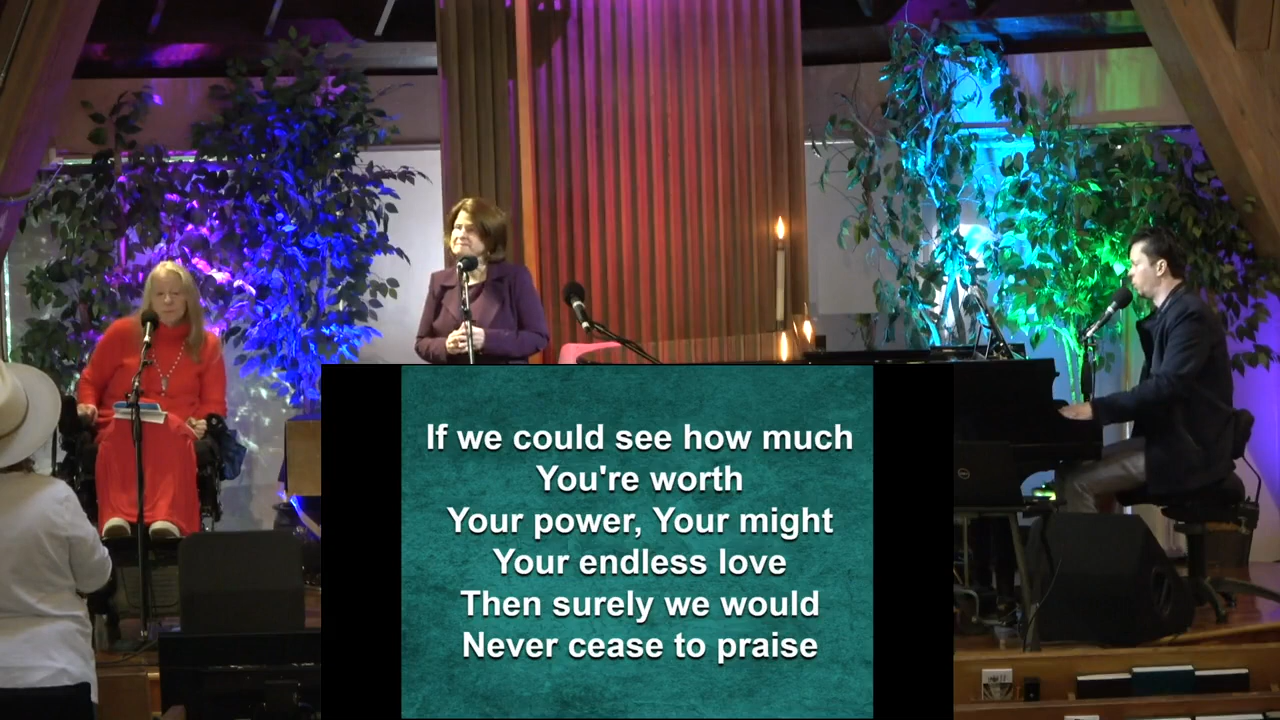 If we could see how much
You're worth
Your power, Your might
Your endless love
Then surely we would
Never cease to praise